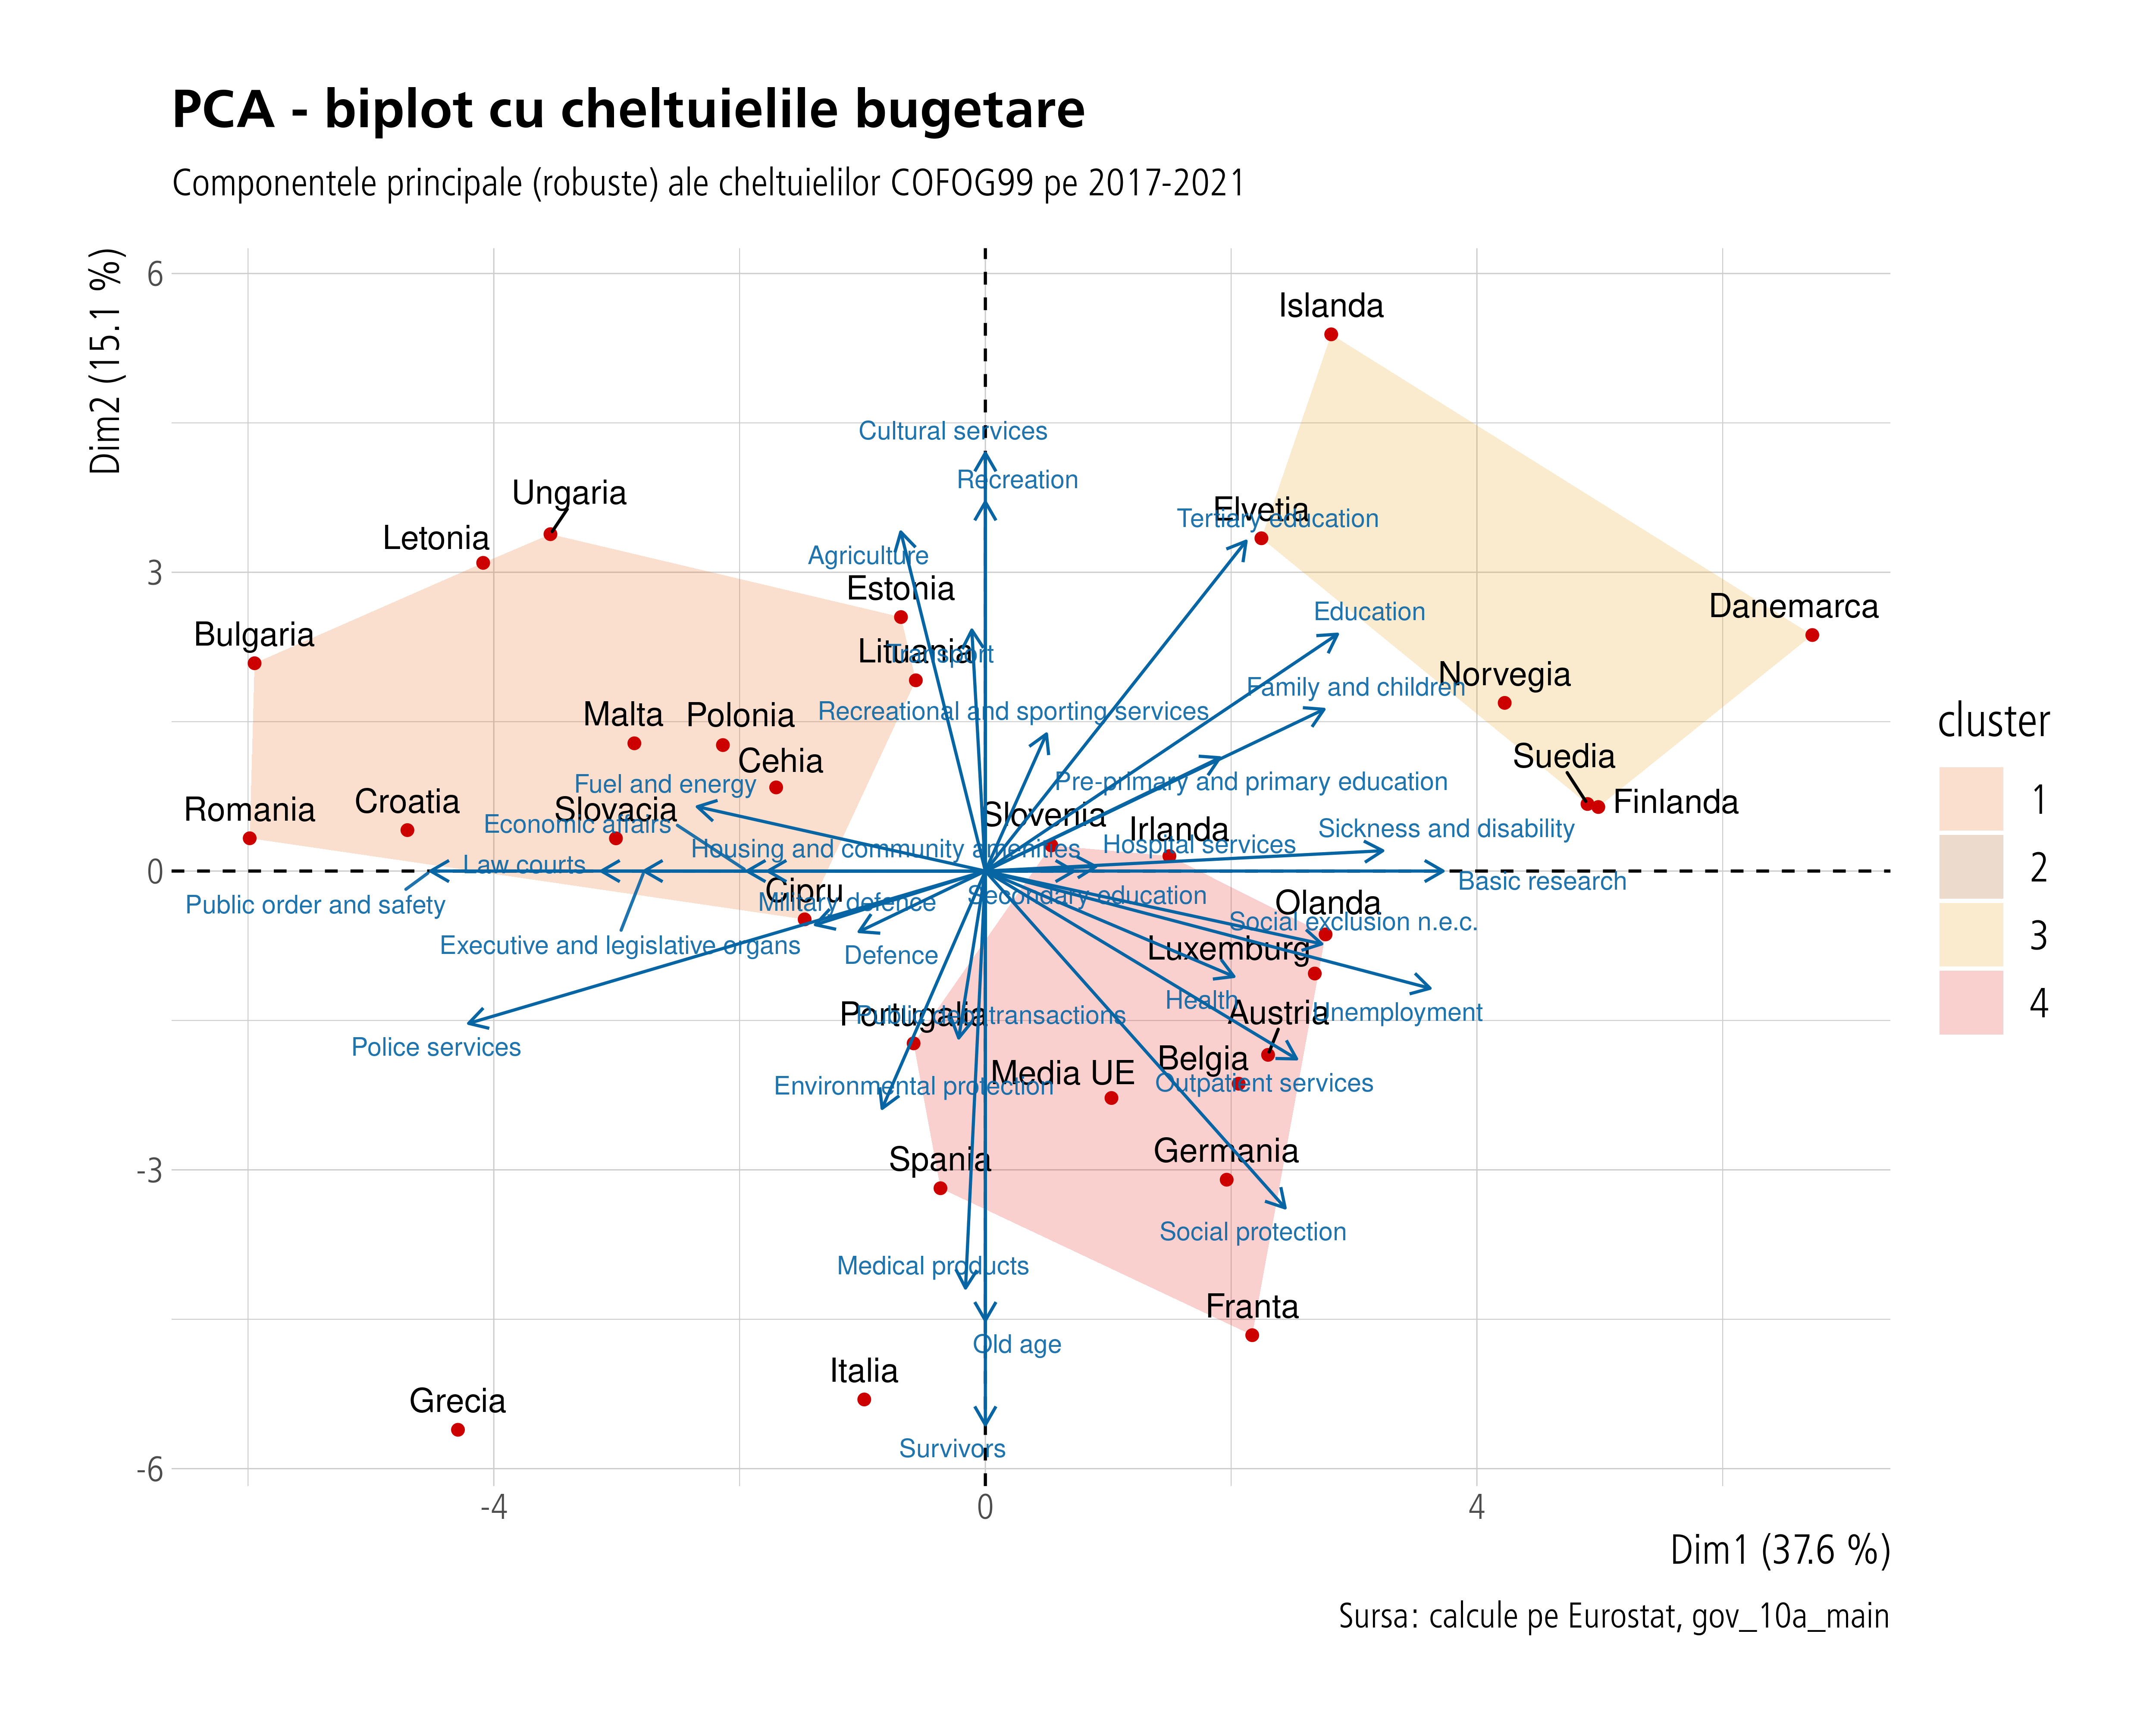 PCA - biplot cu cheltuielile bugetare
Componentele principale (robuste) ale cheltuielilor COFOG99 pe 2017-2021
Dim2 (15.1 %)
6
3
0
-3
-6
Islanda
Cultural services
Recreation
Ungaria
Elvetia
Tertiary education
Letonia
Agriculture
Estonia
Danemarca
Education
Bulgaria
Lituania
Transport
Norvegia
Family and children
Recreational and sporting services
Malta
Polonia
Suedia
Cehia
Pre-primary and primary education
Fuel and energy
Finlanda
Romania
Croatia
Slovacia
Slovenia
Economic affairs
Irlanda
Sickness and disability
Housing and community amenities
Hospital services
Law courts
Basic research
Cipru
Secondary education
Military defence
Public order and safety
Olanda
Social exclusion n.e.c.
Executive and legislative organs
Luxemburg
Defence
Health
Portugalia
Public debt transactions
Austria
Unemployment
Police services
Belgia
Media UE
Environmental protection
Outpatient services
Spania
Germania
Social protection
Medical products
Franta
Old age
Italia
Grecia
Survivors
-4
0
4
Dim1 (37.6 %)
cluster
1
2
3
4
Sursa: calcule pe Eurostat, gov_10a_main